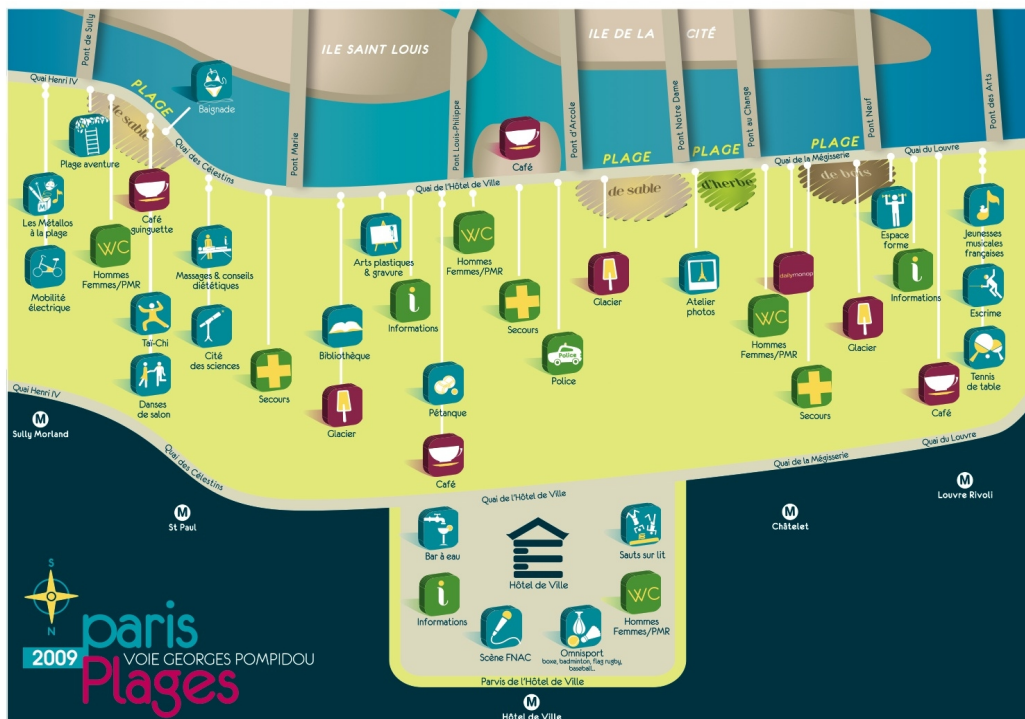 Pont de Sully
ILE SAINT LOUIS
ILE DE LA CITÉ
Quai Henri IV
PLAGE
de sable
Baignade
Quai des Célestins
Pont Marie
Pont Louis-Philippe
Café
Pont d'Arcole
Pont Notre Dame
Pont au Change
Pont Neuf
Pont des Arts
Quai de l'Hôtel de Ville
PLAGE
de sable
PLAGE
d'herbe
Quai de la Mégisserie
PLAGE
de bois
Quai du Louvre
Plage aventure
Les Métallos
à la plage
Mobilité
électrique
WC
Hommes
Femmes/PMR
Café
guinguette
Taï-Chi
Danses
de salon
Massages & conseils
diététiques
Cité
des sciences
Secours
Bibliothèque
Glacier
Arts plastiques
& gravure
i
Informations
Pétanque
Café
WC
Hommes
Femmes/PMR
Secours
Police
Police
Glacier
Atelier
photos
WC
Hommes
Femmes/PMR
dailymonop
Secours
Glacier
Espace
forme
i
Informations
Café
Jeunesses
musicales
françaises
Escrime
Tennis
de table
Quai Henri IV
Quai des Célestins
Quai de l'Hôtel de Ville
Quai de la Mégisserie
Quai du Louvre
M
Sully Morland
M
St Paul
M
Châtelet
M
Louvre Rivoli
Bar à eau
Hôtel de Ville
Sauts sur lit
i
Informations
Scène FNAC
Omnisport
boxe, badminton, flag rugby,
baseball...
WC
Hommes
Femmes/PMR
Parvis de l'Hôtel de Ville
M
Hôtel de Ville
S
N
paris
2009 VOIE GEORGES POMPIDOU
Plages